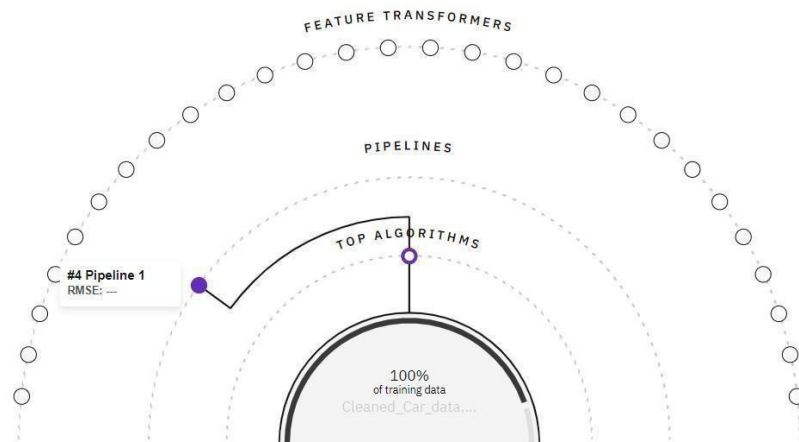 FEATURE TRANSFORMERS
PIPELINES
TOP ALGORITHMS
#4 Pipeline 1
RMSE: —
100%
of training data
Cleaned_Car_data....